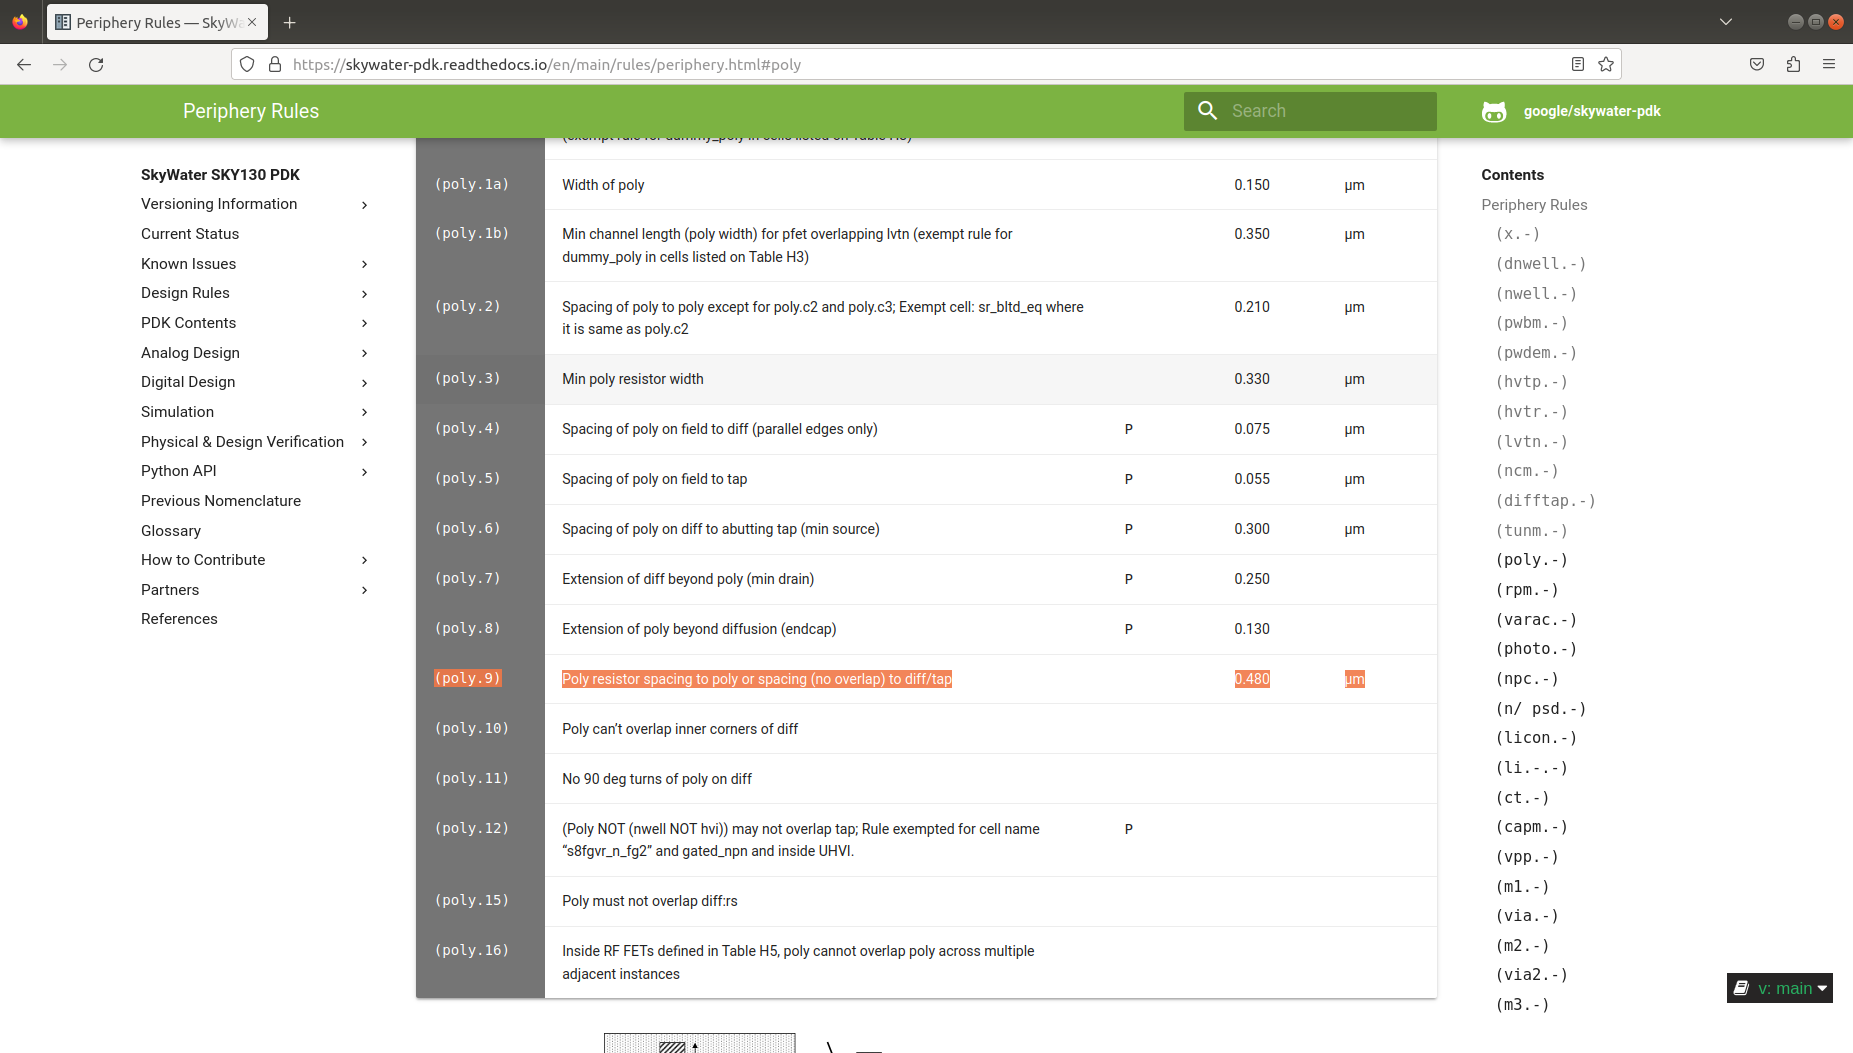 Periphery Rules — SkyWa
https://skywater-pdk.readthedocs.io/en/main/rules/periphery.html#poly
Periphery Rules
Search
google/skywater-pdk
SkyWater SKY130 PDK
Versioning Information
Current Status
Known Issues
Design Rules
PDK Contents
Analog Design
Digital Design
Simulation
Physical & Design Verification
Python API
Previous Nomenclature
Glossary
How to Contribute
Partners
References
(exempt rule for dummy_poly in cells listed on Table H3)
(poly.1a) Width of poly 0.150 µm
(poly.1b) Min channel length (poly width) for pfet overlapping lvtn (exempt rule for
dummy_poly in cells listed on Table H3) 0.350 µm
(poly.2) Spacing of poly to poly except for poly.c2 and poly.c3; Exempt cell: sr_bltd_eq where
it is same as poly.c2 0.210 µm
(poly.3) Min poly resistor width 0.330 µm
(poly.4) Spacing of poly on field to diff (parallel edges only) P 0.075 µm
(poly.5) Spacing of poly on field to tap P 0.055 µm
(poly.6) Spacing of poly on diff to abutting tap (min source) P 0.300 µm
(poly.7) Extension of diff beyond poly (min drain) P 0.250
(poly.8) Extension of poly beyond diffusion (endcap) P 0.130
(poly.9) Poly resistor spacing to poly or spacing (no overlap) to diff/tap 0.480 µm
(poly.10) Poly can’t overlap inner corners of diff
(poly.11) No 90 deg turns of poly on diff
(poly.12) (Poly NOT (nwell NOT hvi)) may not overlap tap; Rule exempted for cell name
“s8fgvr_n_fg2” and gated_npn and inside UHVI. P
(poly.15) Poly must not overlap diff:rs
(poly.16) Inside RF FETs defined in Table H5, poly cannot overlap poly across multiple
adjacent instances
Contents
Periphery Rules
(x.-)
(dnwell.-)
(nwell.-)
(pwbm.-)
(pwdem.-)
(hvtp.-)
(hvtr.-)
(lvtn.-)
(ncm.-)
(difftap.-)
(tunm.-)
(poly.-)
(rpm.-)
(varac.-)
(photo.-)
(npc.-)
(n/ psd.-)
(licon.-)
(li.-.-)
(ct.-)
(capm.-)
(vpp.-)
(m1.-)
(via.-)
(m2.-)
(via2.-)
(m3.-)
v: main